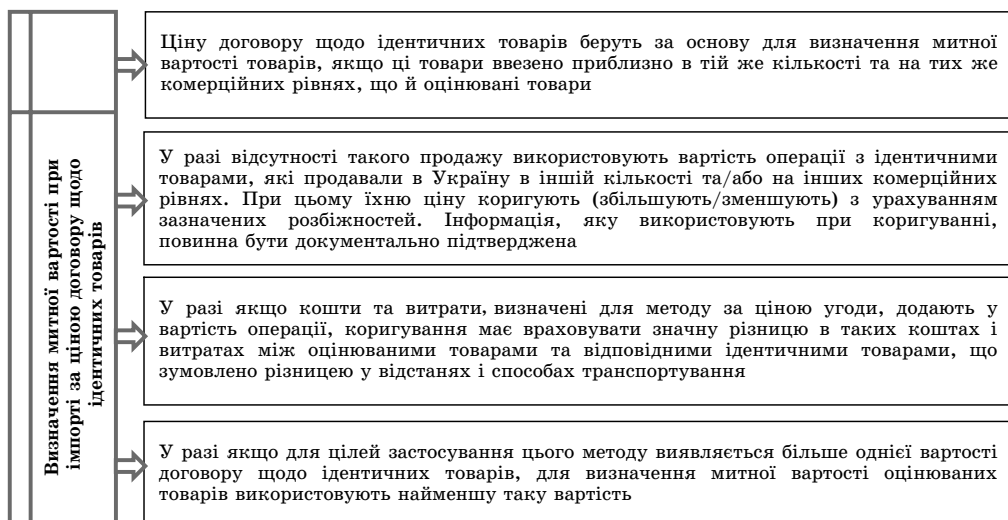 Ціну договору щодо ідентичних товарів беруть за основу для визначення митної
вартості товарів, якщо ці товари ввезено приблизно в тій же кількості та на тих же
комерційних рівнях, що й оцінювані товари
Визначення митної вартості при
імпорті за ціною договору щодо
ідентичних товарів
У разі відсутності такого продажу використовують вартість операції з ідентичними
товарами, які продавали в Україну в іншій кількості та/або на інших комерційних
рівнях. При цьому їхню ціну коригують (збільшують/зменшують) з урахуванням
зазначених розбіжностей. Інформація, яку використовують при коригуванні,
повинна бути документально підтверджена
У разі якщо кошти та витрати, визначені для методу за ціною угоди, додають у
вартість операції, коригування має враховувати значну різницю в таких коштах і
витратах між оцінюваними товарами та відповідними ідентичними товарами, що
зумовлено різницею у відстанях і способах транспортування
У разі якщо для цілей застосування цього методу виявляється більше однієї вартості
договору щодо ідентичних товарів, для визначення митної вартості оцінюваних
товарів використовують найменшу таку вартість